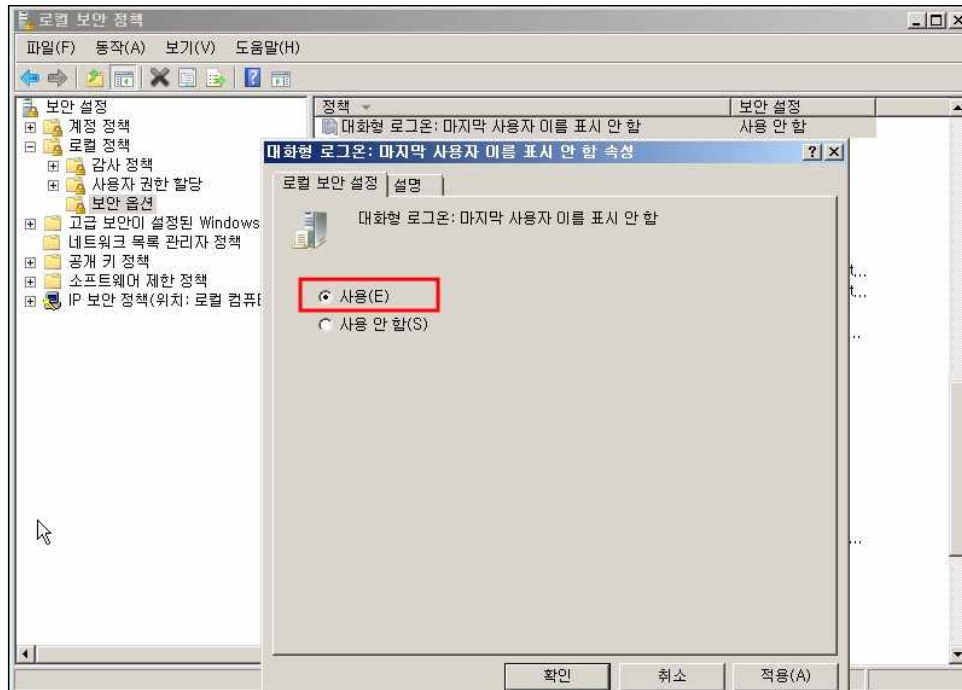 로컬 보안 정책
파일(F) 동작(A) 보기(V) 도움말(H)
보안 설정
계정 정책
로컬 정책
감사 정책
사용자 권한 할당
보안 옵션
고급 보안이 설정된 Windows
네트워크 목록 관리자 정책
공개 키 정책
소프트웨어 제한 정책
IP 보안 정책(위치: 로컬 컴퓨터
정책 보안 설정
대화형 로그온: 마지막 사용자 이름 표시 안 함 사용 안 함
대화형 로그온: 마지막 사용자 이름 표시 안 함 속성
로컬 보안 설정 설명
대화형 로그온: 마지막 사용자 이름 표시 안 함
사용(E)
사용 안 함(S)
t...
t...
...
...
확인 취소 적용(A)